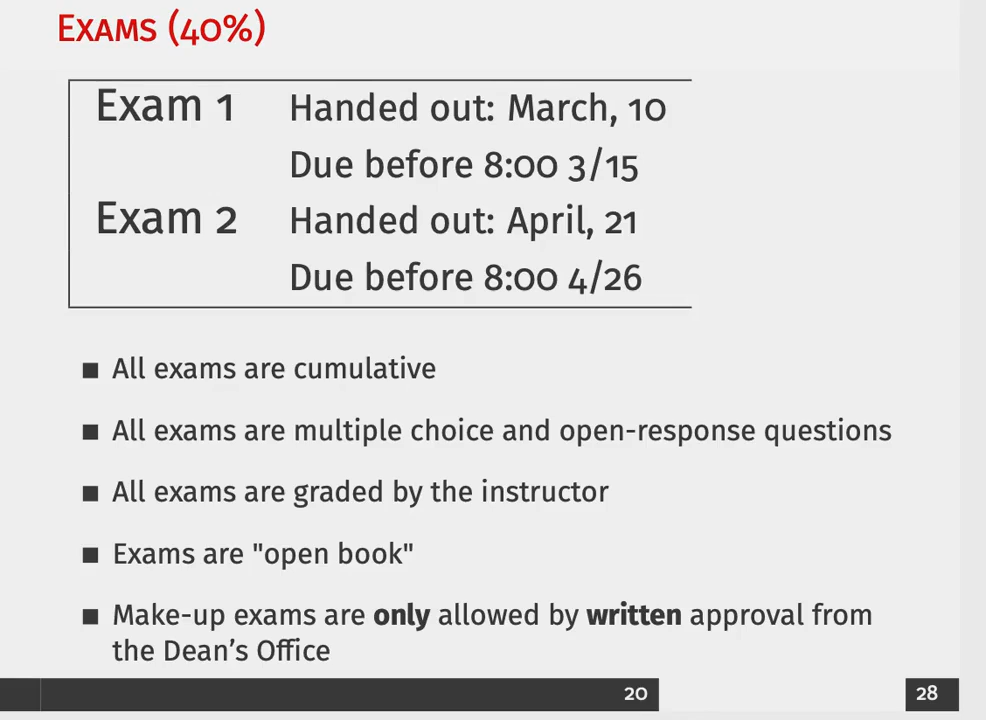 EXAMS (40%)
Exam 1 Handed out: March, 10
Due before 8:00 3/15
Exam 2 Handed out: April, 21
Due before 8:00 4/26
■ All exams are cumulative
■ All exams are multiple choice and open-response questions
■ All exams are graded by the instructor
■ Exams are "open book"
■ Make-up exams are only allowed by written approval from
the Dean's Office
20 28